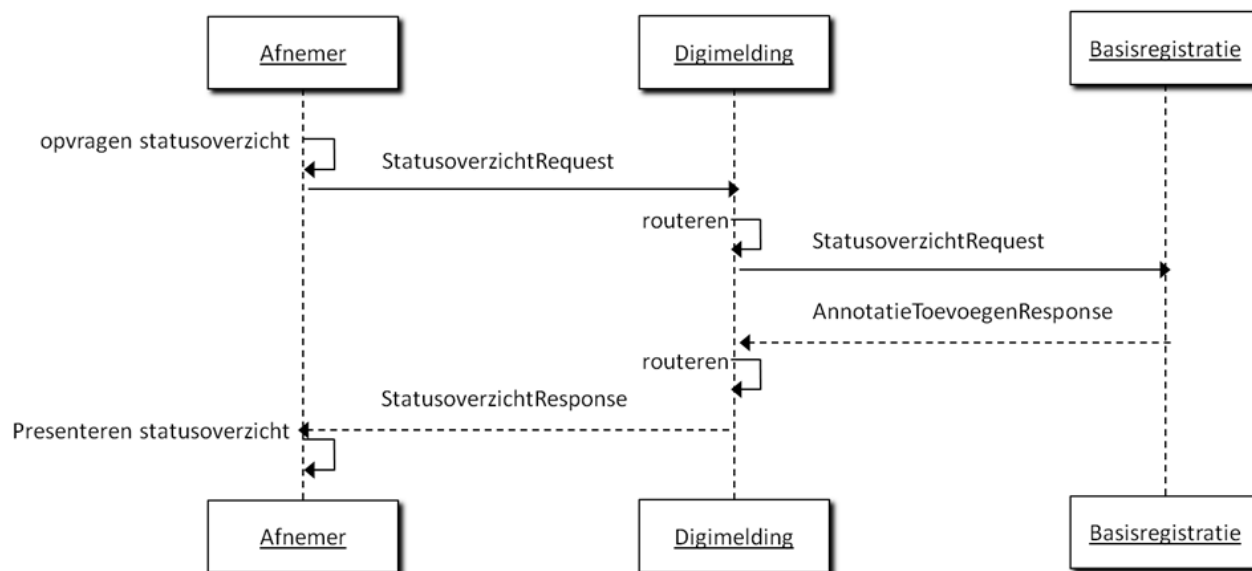 Afnemer
Digimelding
Basisregistratie
opvragen statusoverzicht
StatusoverzichtRequest
routeren
StatusoverzichtRequest
AnnotatieToevoegenResponse
routeren
StatusoverzichtResponse
Presenteren statusoverzicht
Afnemer
Digimelding
Basisregistratie